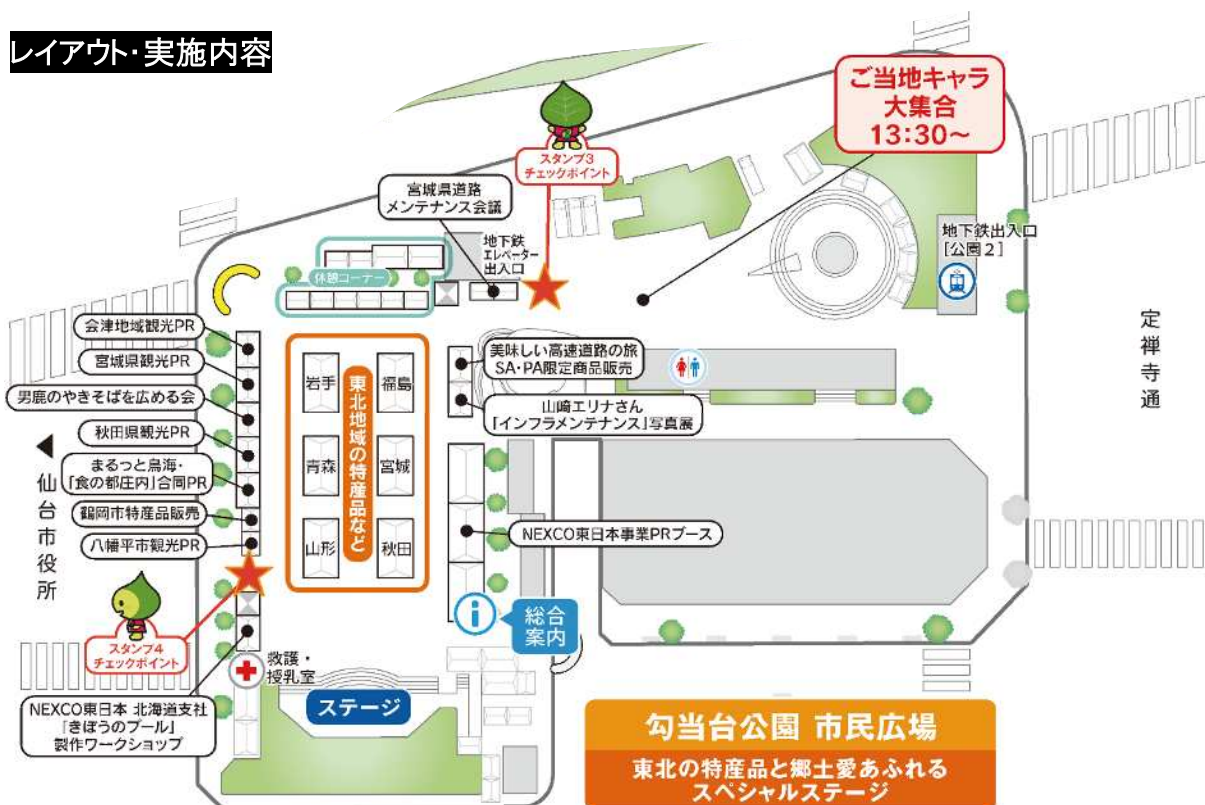 レイアウト・実施内容
ご当地キャラ
大集合
13:30〜
スタンプ3
チェックポイント
宮城県道路
メンテナンス会議
地下鉄
エレベーター
出入口
地下鉄出入口
[公園2]
休憩コーナー
定禅寺通
会津地域観光PR
宮城県観光PR
男鹿のやきそばを広める会
秋田県観光PR
まるっと鳥海・
「食の都庄内」合同PR
鶴岡市特産品販売
八幡平市観光PR
◀仙台市役所
岩手
福島
青森
宮城
山形
秋田
東北地域の特産品など
美味しい高速道路の旅
SA・PA限定商品販売
山崎エリナさん
「インフラメンテナンス」写真展
NEXCO東日本事業PRブース
i
総合
案内
スタンプ4
チェックポイント
救護・
授乳室
NEXCO東日本 北海道支社
「きぼうのプール」
製作ワークショップ
ステージ
勾当台公園 市民広場
東北の特産品と郷土愛あふれる
スペシャルステージ